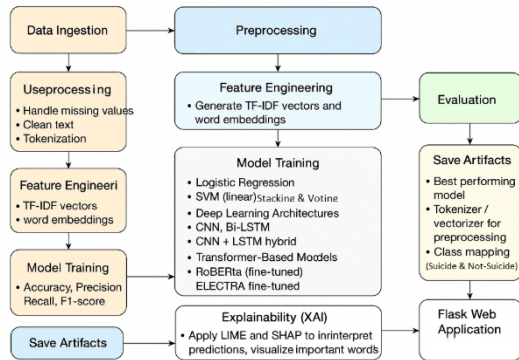 Data Ingestion
Preprocessing
Useprocessing
• Handle missing values
• Clean text
• Tokenization
Feature Engineeri
• TF-IDF vectors
• word embeddings
Model Training
• Accuracy, Precision
Recall, F1-score
Save Artifacts
Feature Engineering
• Generate TF-IDF vectors and
word embeddings
Model Training
• Logistic Regression
• SVM (linear) Stacking & Voting
• Deep Learning Architectures
• CNN, Bi-LSTM
• CNN + LSTM hybrid
• Transformer-Based Moodels
• RoBERta (fine-tuned)
ELECTRA fine-tuned)
Explainability (XAI)
• Apply LIME and SHAP to inrinterpret
predictions, visualize important words
Evaluation
Save Artifacts
• Best performing
model
• Tokenizer /
vectorizer for
preprocessing
• Class mapping
(Suicide & Not-Suicide)
Flask Web
Application